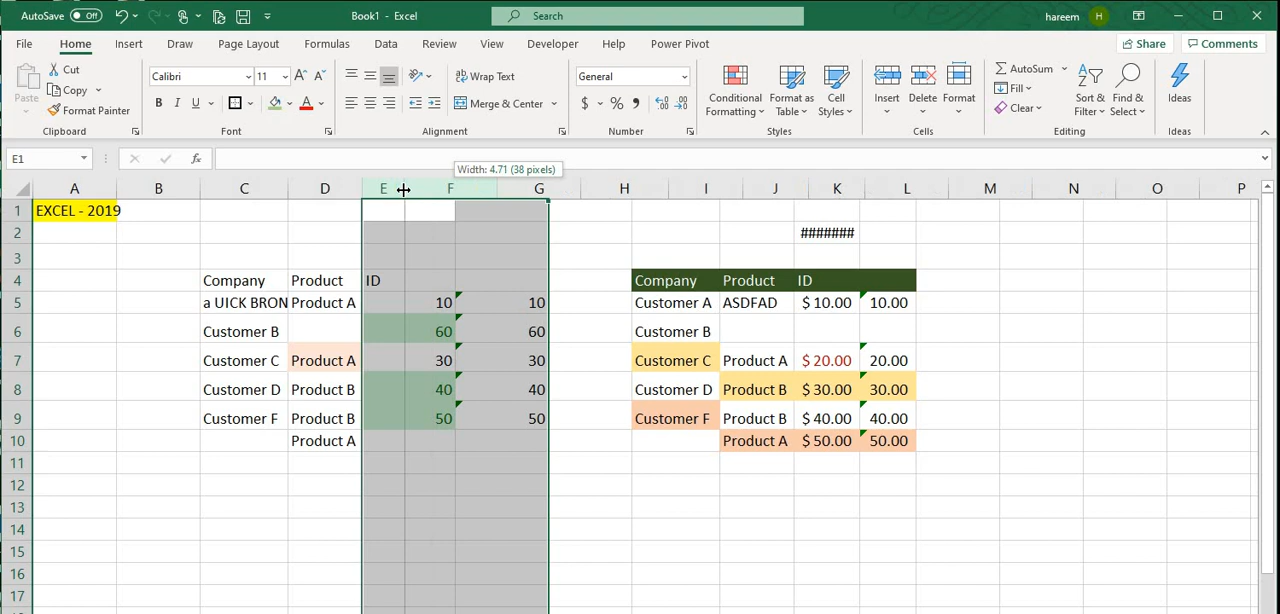 AutoSave Off Book1 - Excel Search hareem H
File Home Insert Draw Page Layout Formulas Data Review View Developer Help Power Pivot Share Comments
Paste Cut Copy Format Painter
Clipboard
Calibri 11 A A
B I U A
Font
ab Wrap Text
Merge & Center
Alignment
General
$ % 9
Number
Conditional Formatting Format as Table Cell Styles
Styles
Insert Delete Format
Cells
AutoSum Fill Clear Sort & Filter Find & Select
Editing
Ideas
Ideas
E1 fx
Width: 4.71 (38 pixels)
A B C D E F G H I J K L M N O P
1 EXCEL - 2019
2 #######
3
4 Company Product ID Company Product ID
5 a UICK BRON Product A 10 10 Customer A ASDFAD $ 10.00 10.00
6 Customer B 60 60 Customer B
7 Customer C Product A 30 30 Customer C Product A $ 20.00 20.00
8 Customer D Product B 40 40 Customer D Product B $ 30.00 30.00
9 Customer F Product B 50 50 Customer F Product B $ 40.00 40.00
10 Product A Product A $ 50.00 50.00
11
12
13
14
15
16
17